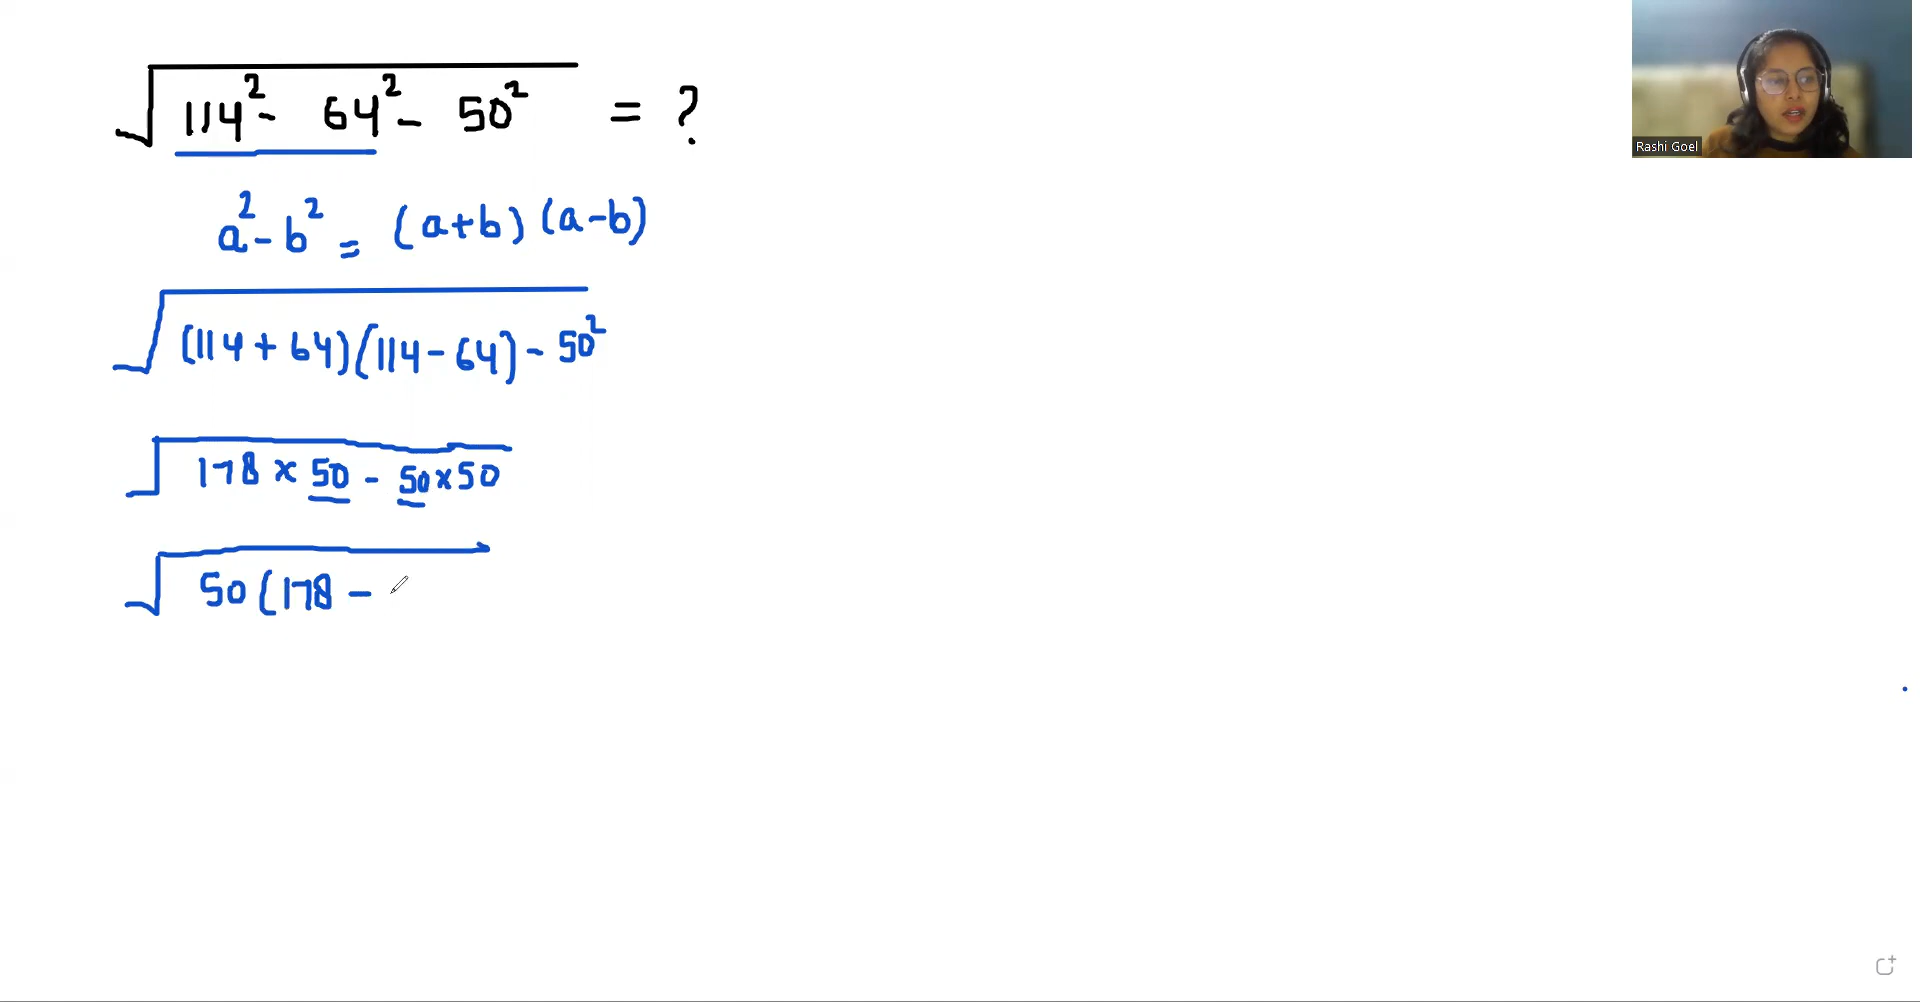 √114² - 64² - 50² = ?
a² - b² = (a+b) (a-b)
√(114 + 64) (114 - 64) - 50²
√178 × 50 - 50 × 50
√50 (178 -
Rashi Goel